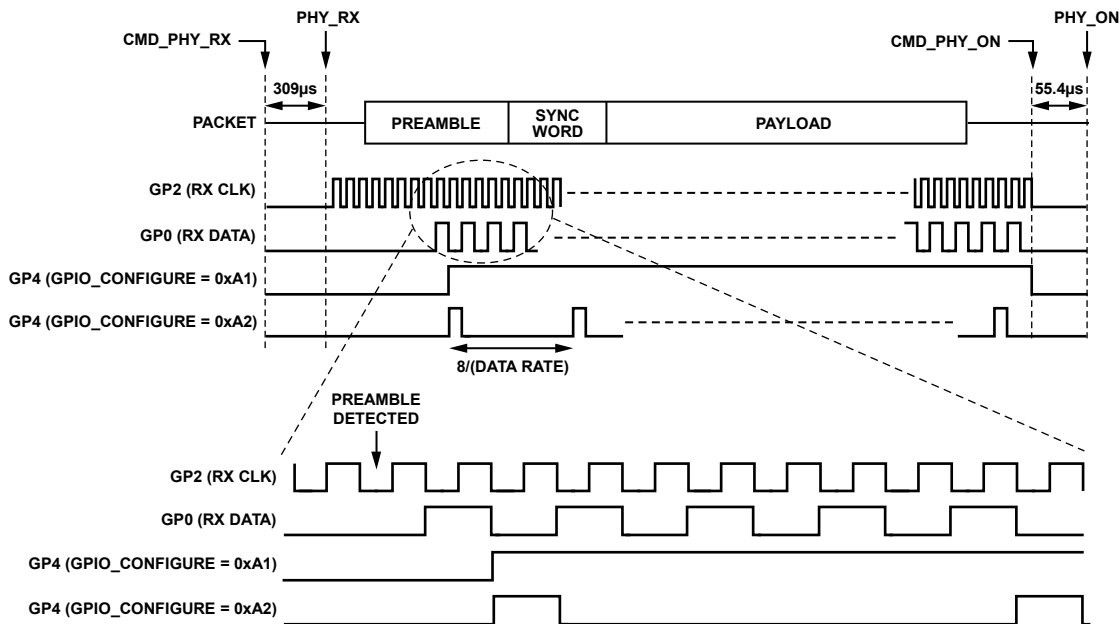 PHY_RX
PHY_ON
CMD_PHY_RX
CMD_PHY_ON
309µs
55.4µs
PACKET
PREAMBLE
SYNC
WORD
PAYLOAD
GP2 (RX CLK)
GP0 (RX DATA)
GP4 (GPIO_CONFIGURE = 0xA1)
GP4 (GPIO_CONFIGURE = 0xA2)
8/(DATA RATE)
PREAMBLE
DETECTED
GP2 (RX CLK)
GP0 (RX DATA)
GP4 (GPIO_CONFIGURE = 0xA1)
GP4 (GPIO_CONFIGURE = 0xA2)